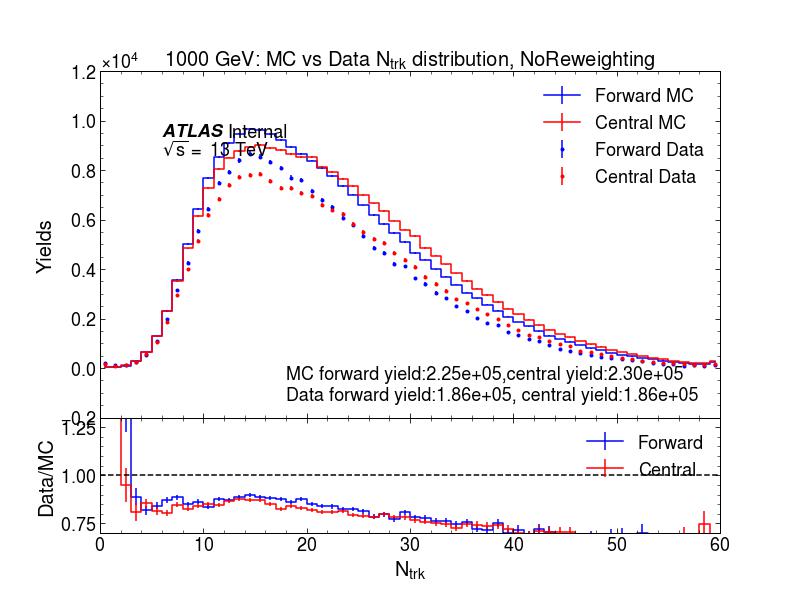 ×10⁴ 1000 GeV: MC vs Data N_trk distribution, NoReweighting
1.2
1.0
0.8
0.6
0.4
0.2
0.0
0.2
Yields
ATLAS Internal
√s = 13 TeV
Forward MC
Central MC
Forward Data
Central Data
MC forward yield:2.25e+05,central yield:2.30e+05
Data forward yield:1.86e+05, central yield:1.86e+05
1.25
1.00
0.75
Data/MC
Forward
Central
0 10 20 30 40 50 60
N_trk